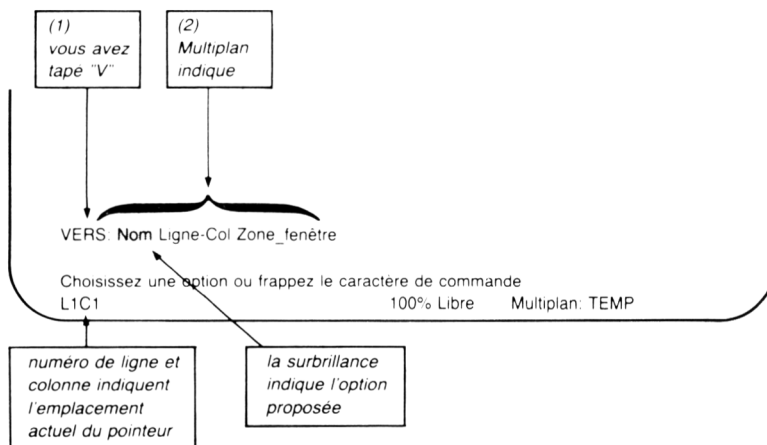 (1)
vous avez
tapé "V"
(2)
Multiplan
indique
VERS: Nom Ligne-Col Zone_fenêtre
Choisissez une option ou frappez le caractère de commande
L1C1 100% Libre Multiplan: TEMP
numéro de ligne et
colonne indiquent
l'emplacement
actuel du pointeur
la surbrillance
indique l'option
proposée